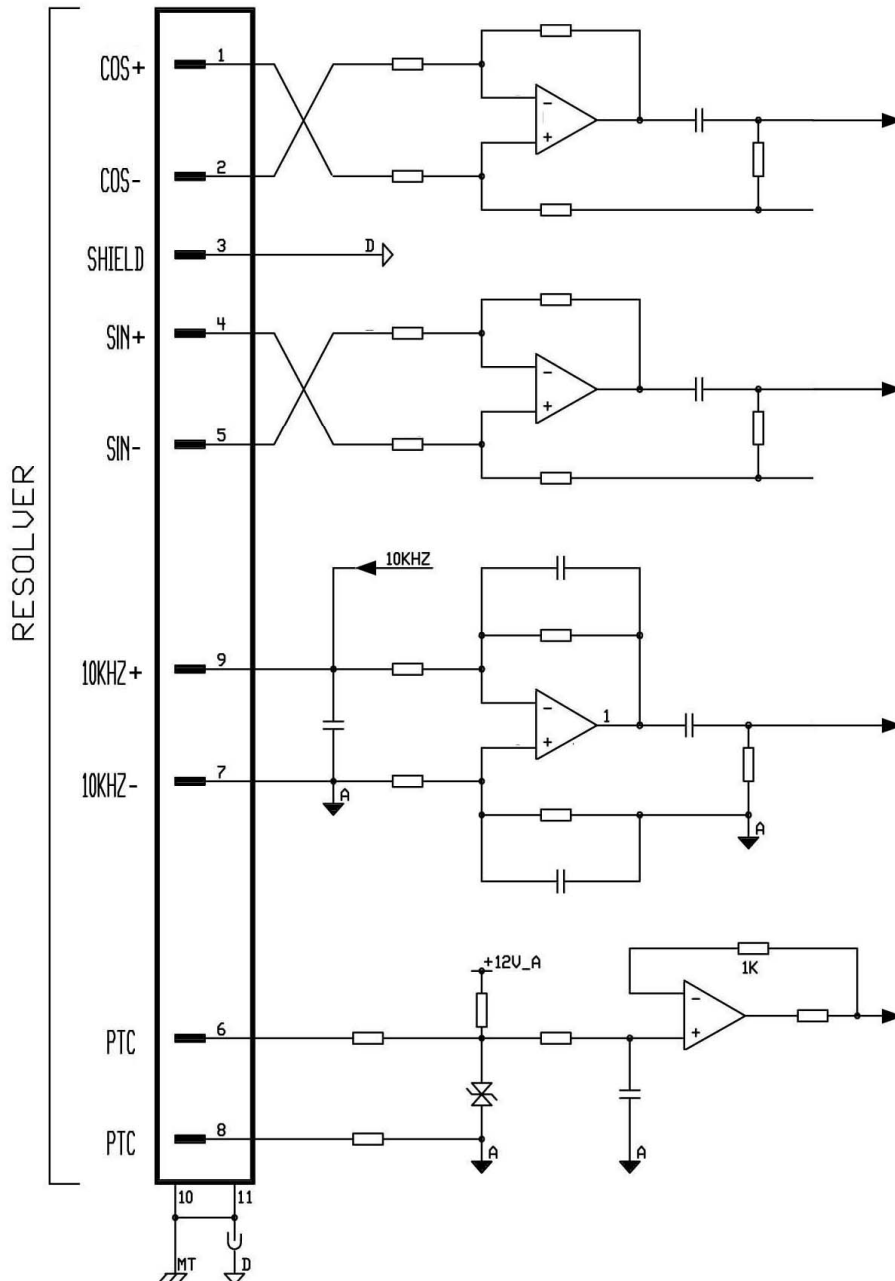 RESOLVER
COS+
1
-
+
COS-
2
SHIELD
3
D
SIN+
4
-
+
SIN-
5
10KHZ
10KHZ+
9
-
+
1
10KHZ-
7
A
A
+12V_A
1K
PTC
6
-
+
PTC
8
A
A
10
11
MT
D